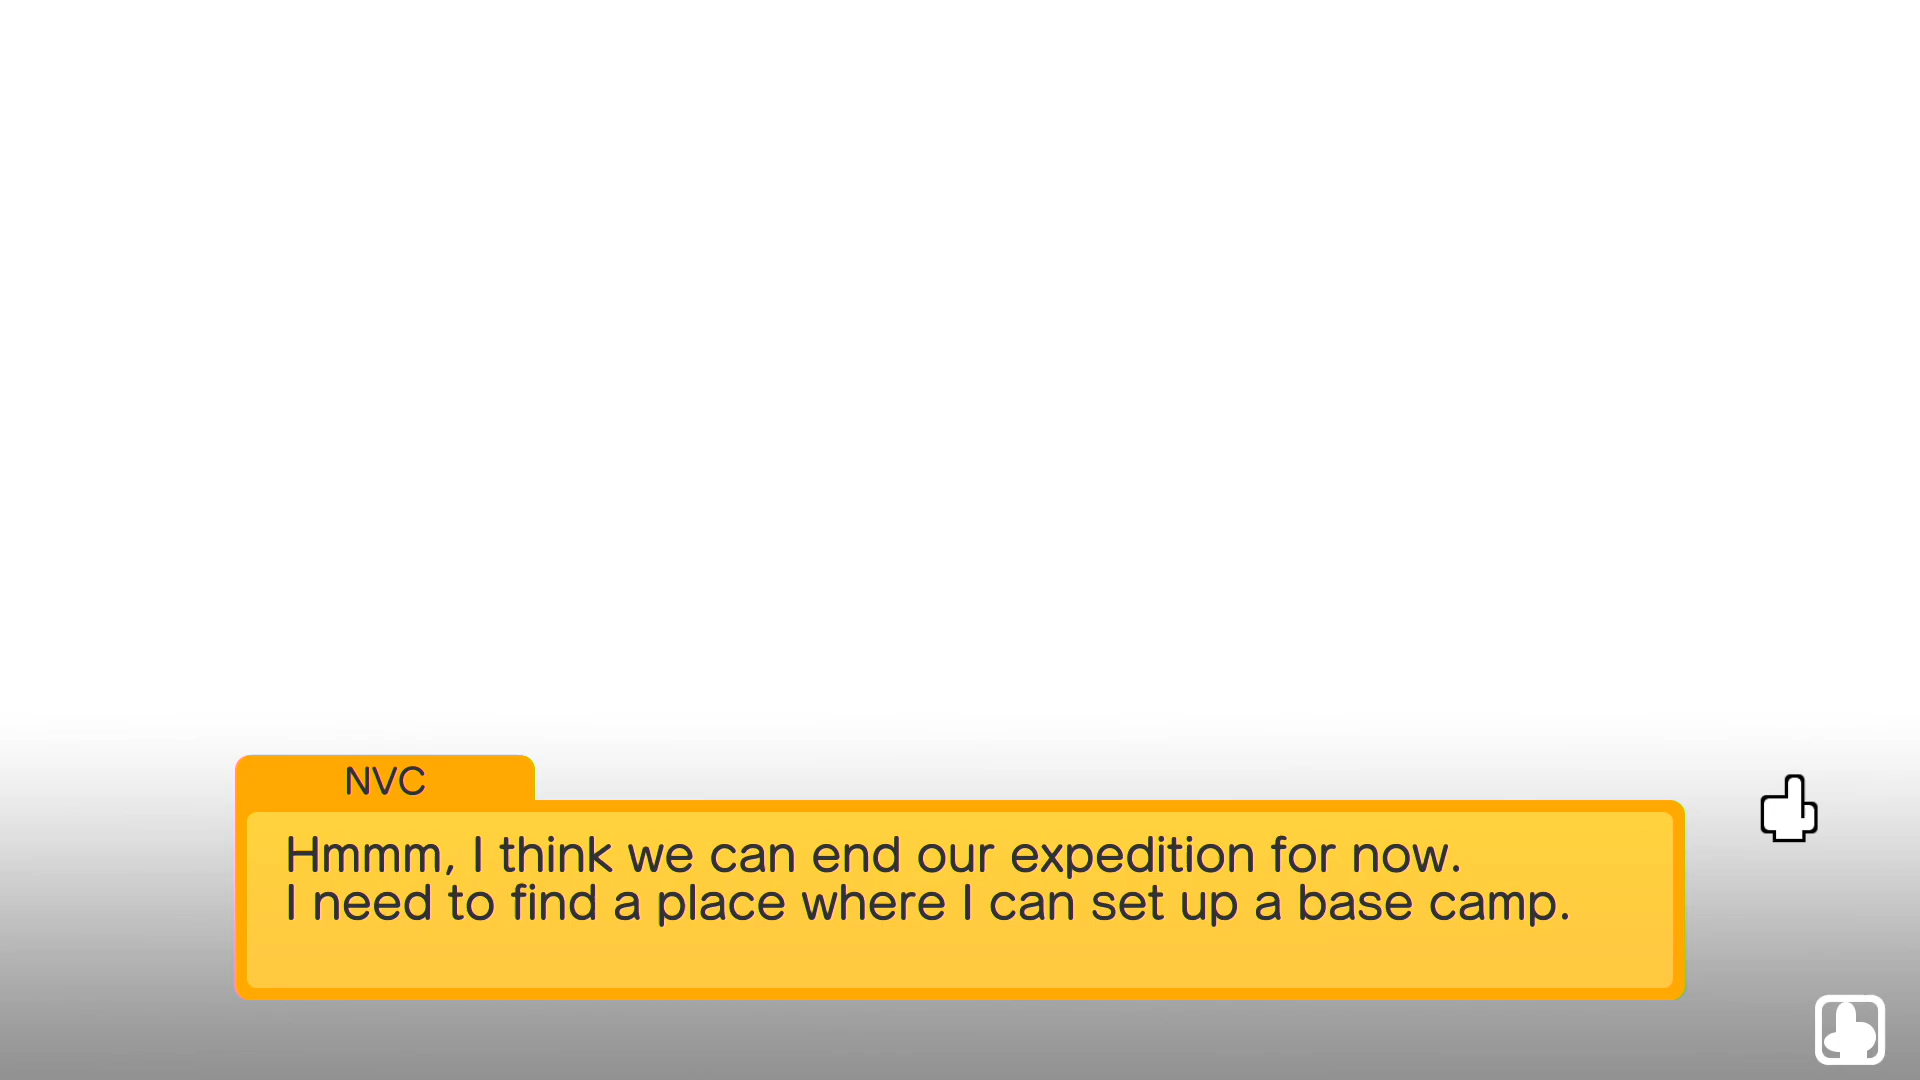 NVC
Hmmm, I think we can end our expedition for now.
I need to find a place where I can set up a base camp.